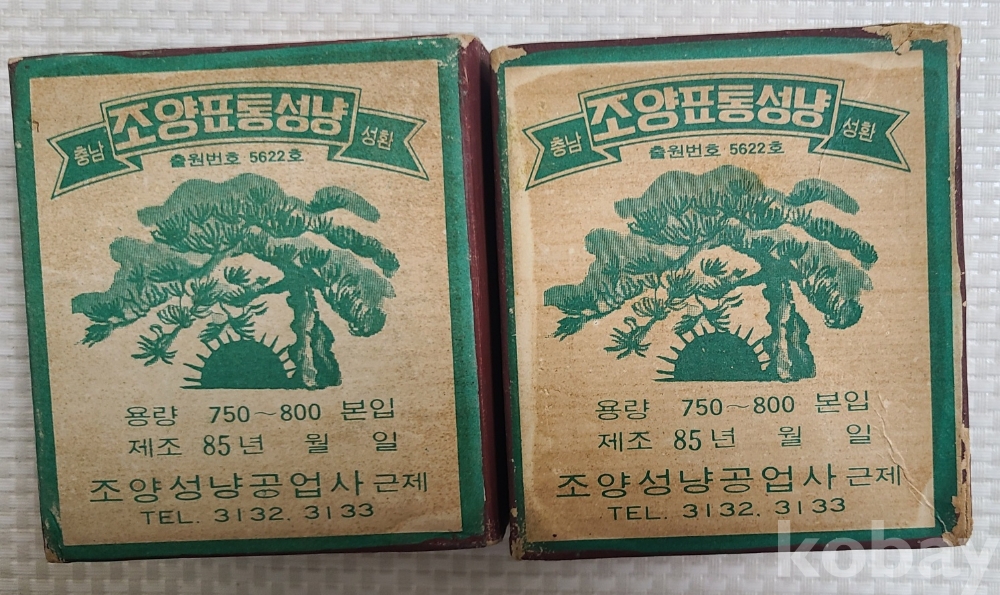 조양표통성냥
충남 성환
출원번호 5622호
용량 750~800 본입
제조 85년 월 일
조양성냥공업사 근제
TEL. 3132. 3133
조양표통성냥
충남 성환
출원번호 5622호
용량 750~800 본입
제조 85년 월 일
조양성냥공업사 근제
TEL. 3132. 3133
kobay